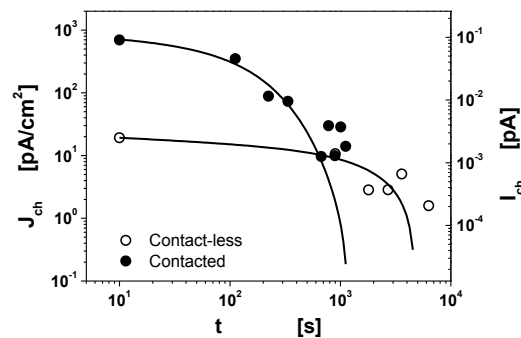 10³
10²
10¹
10⁰
10⁻¹
J_ch [pA/cm²]
10⁻¹
10⁻²
10⁻³
10⁻⁴
I_ch [pA]
Contact-less
Contacted
10¹ 10² 10³ 10⁴
t [s]